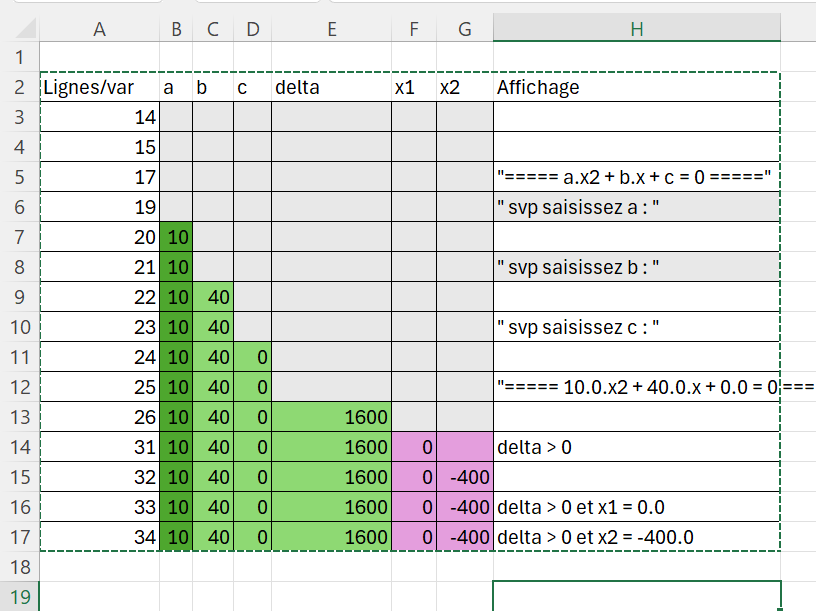 A B C D E F G H
1
2 Lignes/var a b c delta x1 x2 Affichage
3 14
4 15
5 17 "===== a.x2 + b.x + c = 0 ====="
6 19 " svp saisissez a : "
7 20 10
8 21 10 " svp saisissez b : "
9 22 10 40
10 23 10 40 " svp saisissez c : "
11 24 10 40 0
12 25 10 40 0 "===== 10.0.x2 + 40.0.x + 0.0 = 0 ===
13 26 10 40 0 1600
14 31 10 40 0 1600 0 delta > 0
15 32 10 40 0 1600 0 -400
16 33 10 40 0 1600 0 -400 delta > 0 et x1 = 0.0
17 34 10 40 0 1600 0 -400 delta > 0 et x2 = -400.0
18
19